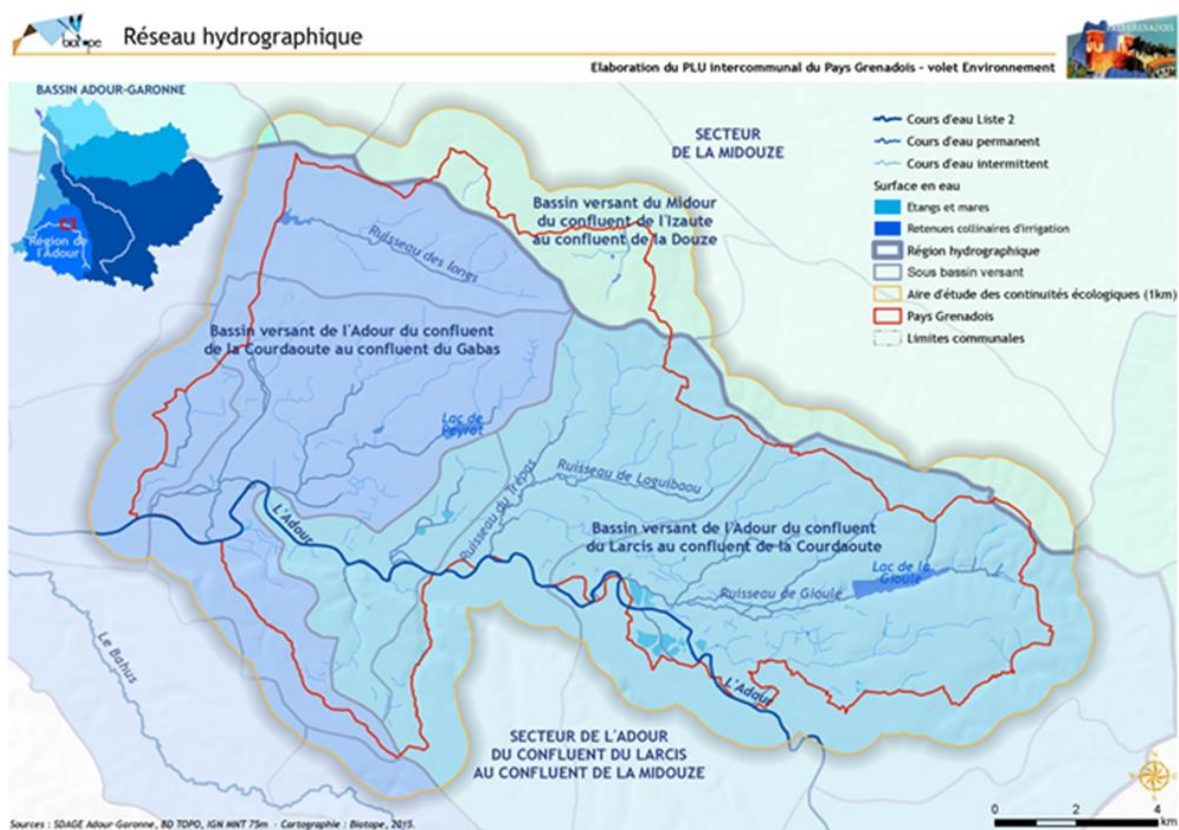 biotope
Réseau hydrographique
PAYS GRENADOIS
Elaboration du PLU intercommunal du Pays Grenadois - volet Environnement
BASSIN ADOUR-GARONNE
Région de
l'Adour
SECTEUR
DE LA MIDOUZE
Cours d'eau Liste 2
Cours d'eau permanent
Cours d'eau intermittent
Surface en eau
Etangs et mares
Retenues collinaires d'irrigation
Région hydrographique
Sous bassin versant
Aire d'étude des continuités écologiques (1km)
Pays Grenadois
Limites communales
Bassin versant du Midour
du confluent de l'Izaute
au confluent de la Douze
Ruisseau des longs
Bassin versant de l'Adour du confluent
de la Courdaoute au confluent du Gabas
Lac de
Peyrot
Ruisseau du Trépas
Ruisseau de Laguibaou
L'Adour
Bassin versant de l'Adour du confluent
du Larcis au confluent de la Courdaoute
Lac de la
Gioule
Ruisseau de Gioulé
Le Bahus
L'Adour
SECTEUR DE L'ADOUR
DU CONFLUENT DU LARCIS
AU CONFLUENT DE LA MIDOUZE
0 2 4
km
Sources : SDAGE Adour-Garonne, BD TOPO, IGN MNT 75m - Cartographie : Biotope, 2015.